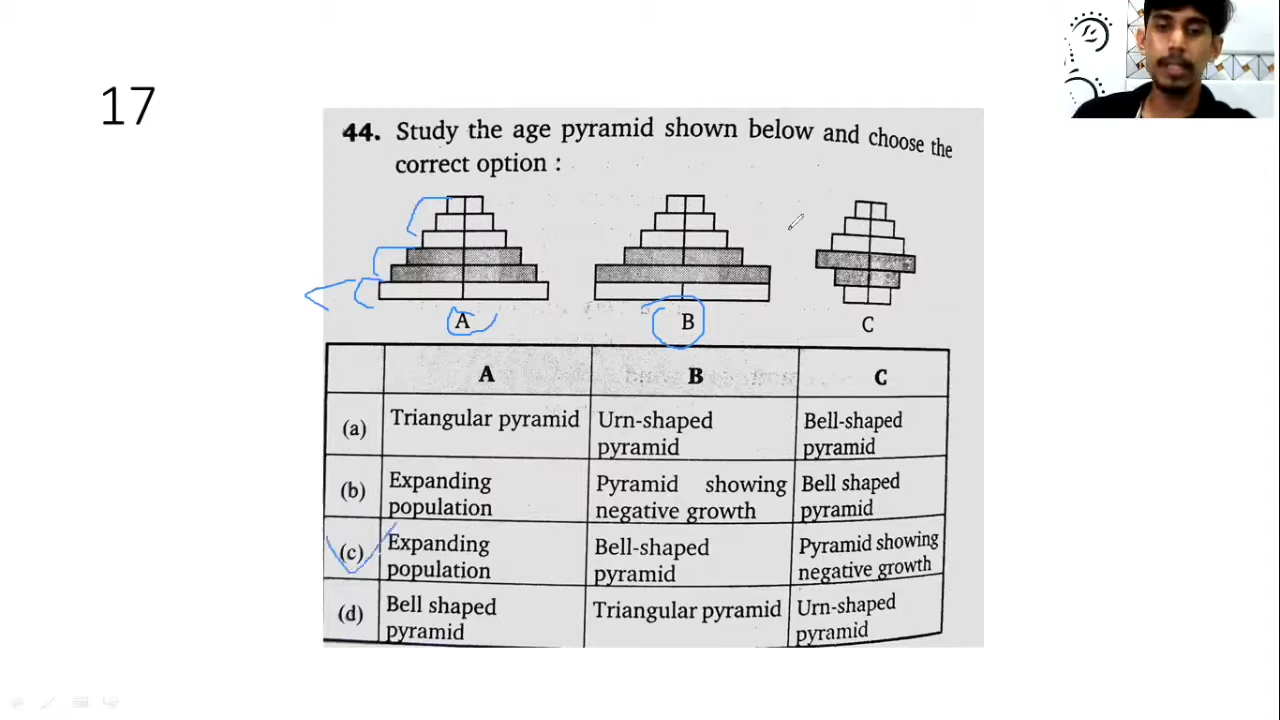 17
44. Study the age pyramid shown below and choose the
correct option :
A B C
A B C
(a) Triangular pyramid Urn-shaped pyramid Bell-shaped pyramid
(b) Expanding population Pyramid showing negative growth Bell shaped pyramid
(c) Expanding population Bell-shaped pyramid Pyramid showing negative growth
(d) Bell shaped pyramid Triangular pyramid Urn-shaped pyramid